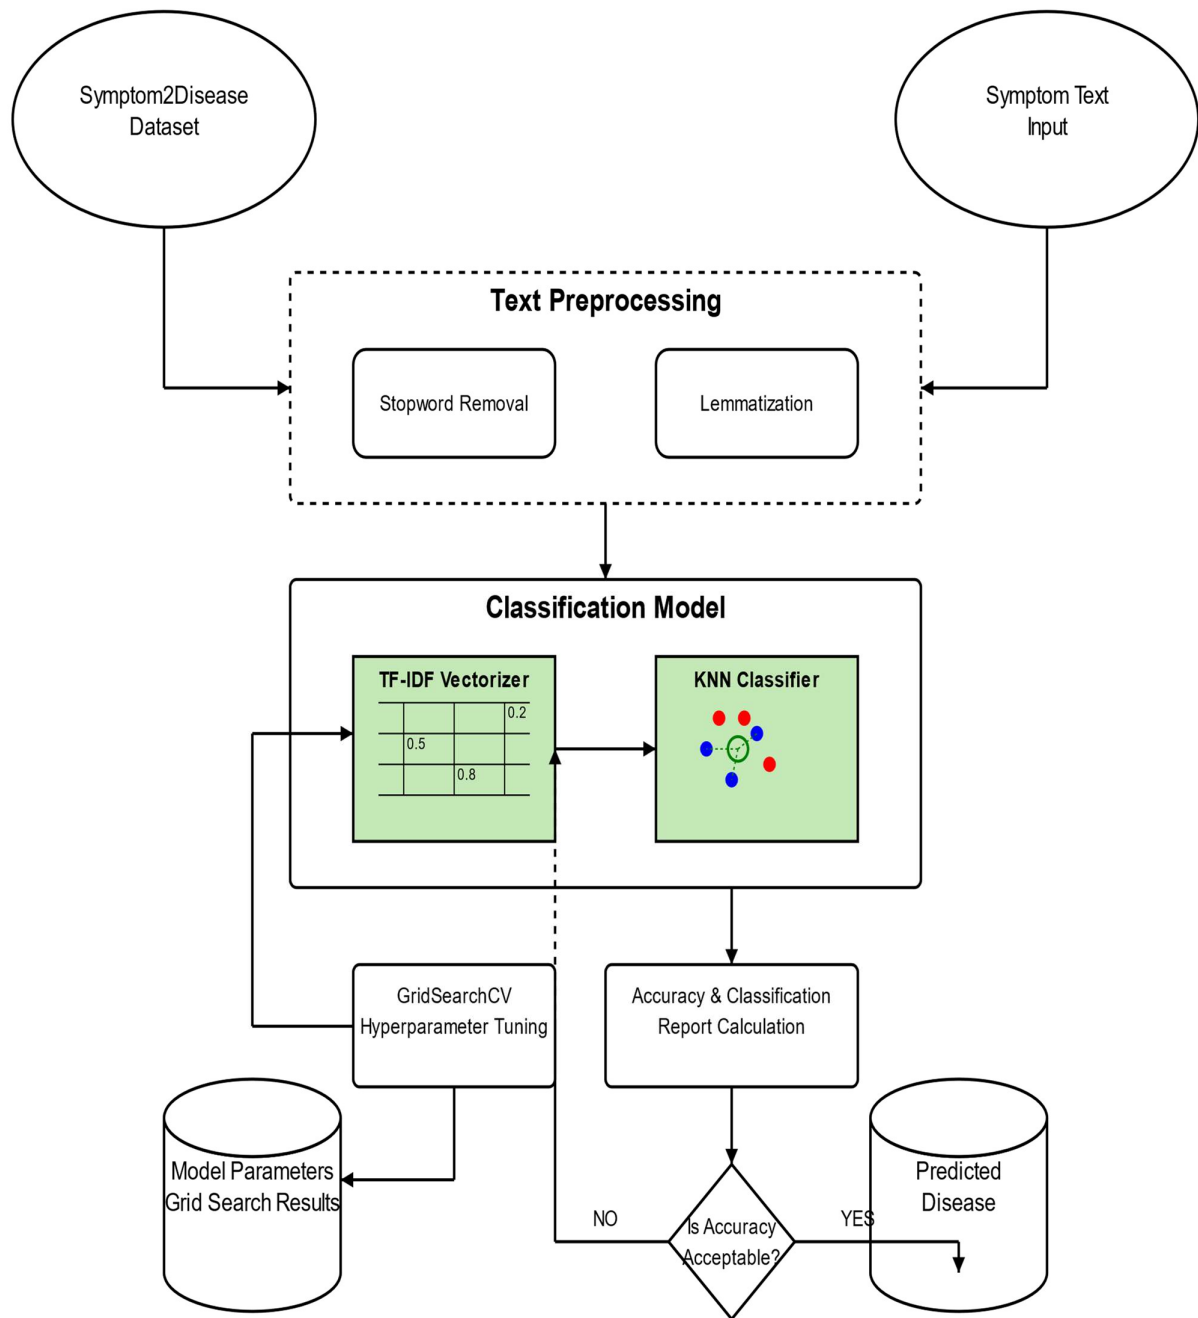 Symptom2Disease
Dataset
Symptom Text
Input
Text Preprocessing
Stopword Removal
Lemmatization
Classification Model
TF-IDF Vectorizer
0.2
0.5
0.8
KNN Classifier
GridSearchCV
Hyperparameter Tuning
Accuracy & Classification
Report Calculation
Model Parameters
Grid Search Results
NO
Is Accuracy
Acceptable?
YES
Predicted
Disease